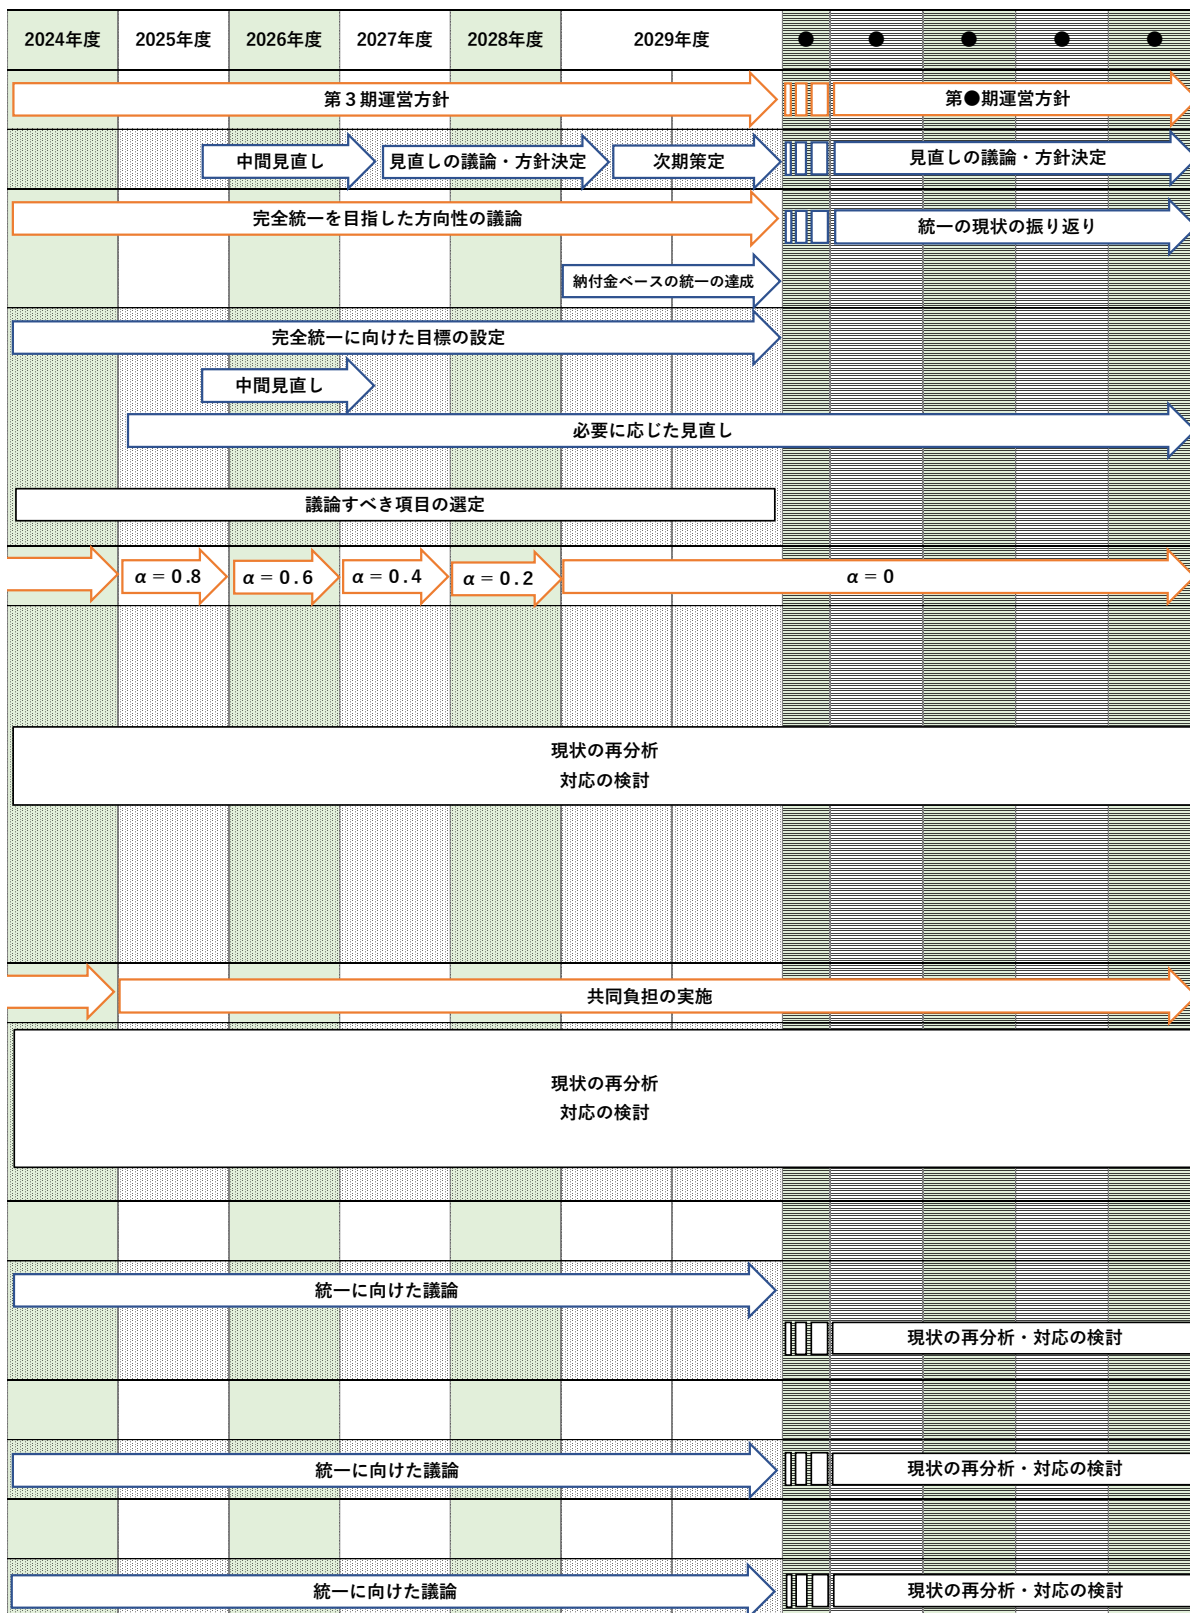 2024年度 2025年度 2026年度 2027年度 2028年度 2029年度 ● ● ● ● ●
第３期運営方針 第●期運営方針
中間見直し 見直しの議論・方針決定 次期策定 見直しの議論・方針決定
完全統一を目指した方向性の議論 統一の現状の振り返り
納付金ベースの統一の達成
完全統一に向けた目標の設定
中間見直し
必要に応じた見直し
議論すべき項目の選定
α＝0.8 α＝0.6 α＝0.4 α＝0.2 α＝0
現状の再分析
対応の検討
共同負担の実施
現状の再分析
対応の検討
統一に向けた議論
現状の再分析・対応の検討
統一に向けた議論 現状の再分析・対応の検討
統一に向けた議論 現状の再分析・対応の検討